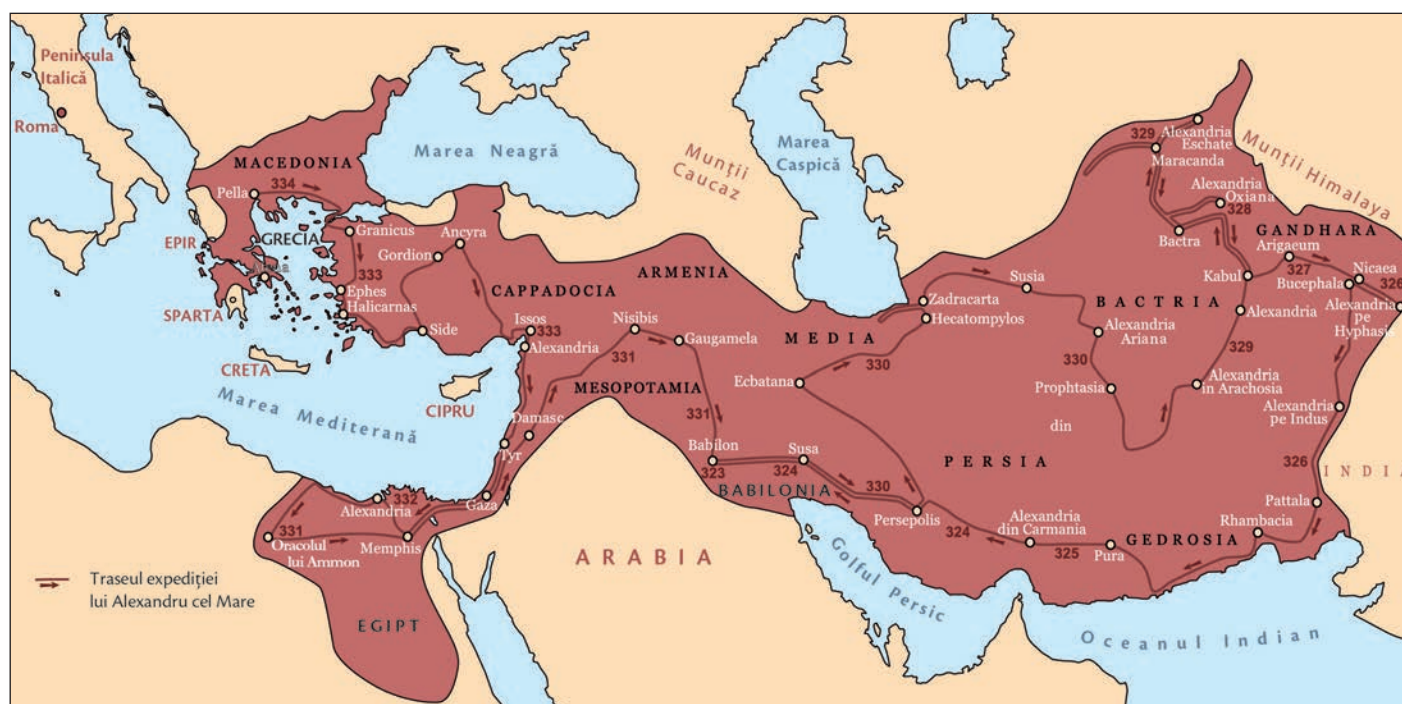 Peninsula
Italică
Roma
MACEDONIA
Pella
334
EPIR
GRECIA
SPARTA
CRETA
Marea Neagră
Granicus
333
Ephes
Halicarnas
Gordion
Ancyra
CAPPADOCIA
Side
ARMENIA
Issos
333
Alexandria
CIPRU
Marea Mediterană
Munții
Caucaz
Marea
Caspică
Nisibis
331
Gaugamela
MESOPOTAMIA
Damasc
Tyr
Gaza
332
Alexandria
331
Oracolul
lui Ammon
Memphis
EGIPT
ARABIA
331
Babilon
323
BABILONIA
Susa
324
330
Persepolis
MEDIA
Ecbatana
330
Zadracarta
Hecatompylos
Susia
PERSIA
din
324
Alexandria
din Carmania
325
Pura
GEDROSIA
Rhambacia
Pattala
326
INDIA
Golful Persic
Oceanul Indian
BACTRIA
Alexandria
Ariana
330
Prophtasia
Alexandria
in Arachosia
329
Alexandria
Kabul
Bactra
328
Alexandria
Oxiana
329
Maracanda
Alexandria
Eschate
Munții Himalaya
GANDHARA
Arigaeum
327
Nicaea
Bucephala
326
Alexandria
pe
Hyphasis
Alexandria
pe Indus
Traseul expediției
lui Alexandru cel Mare